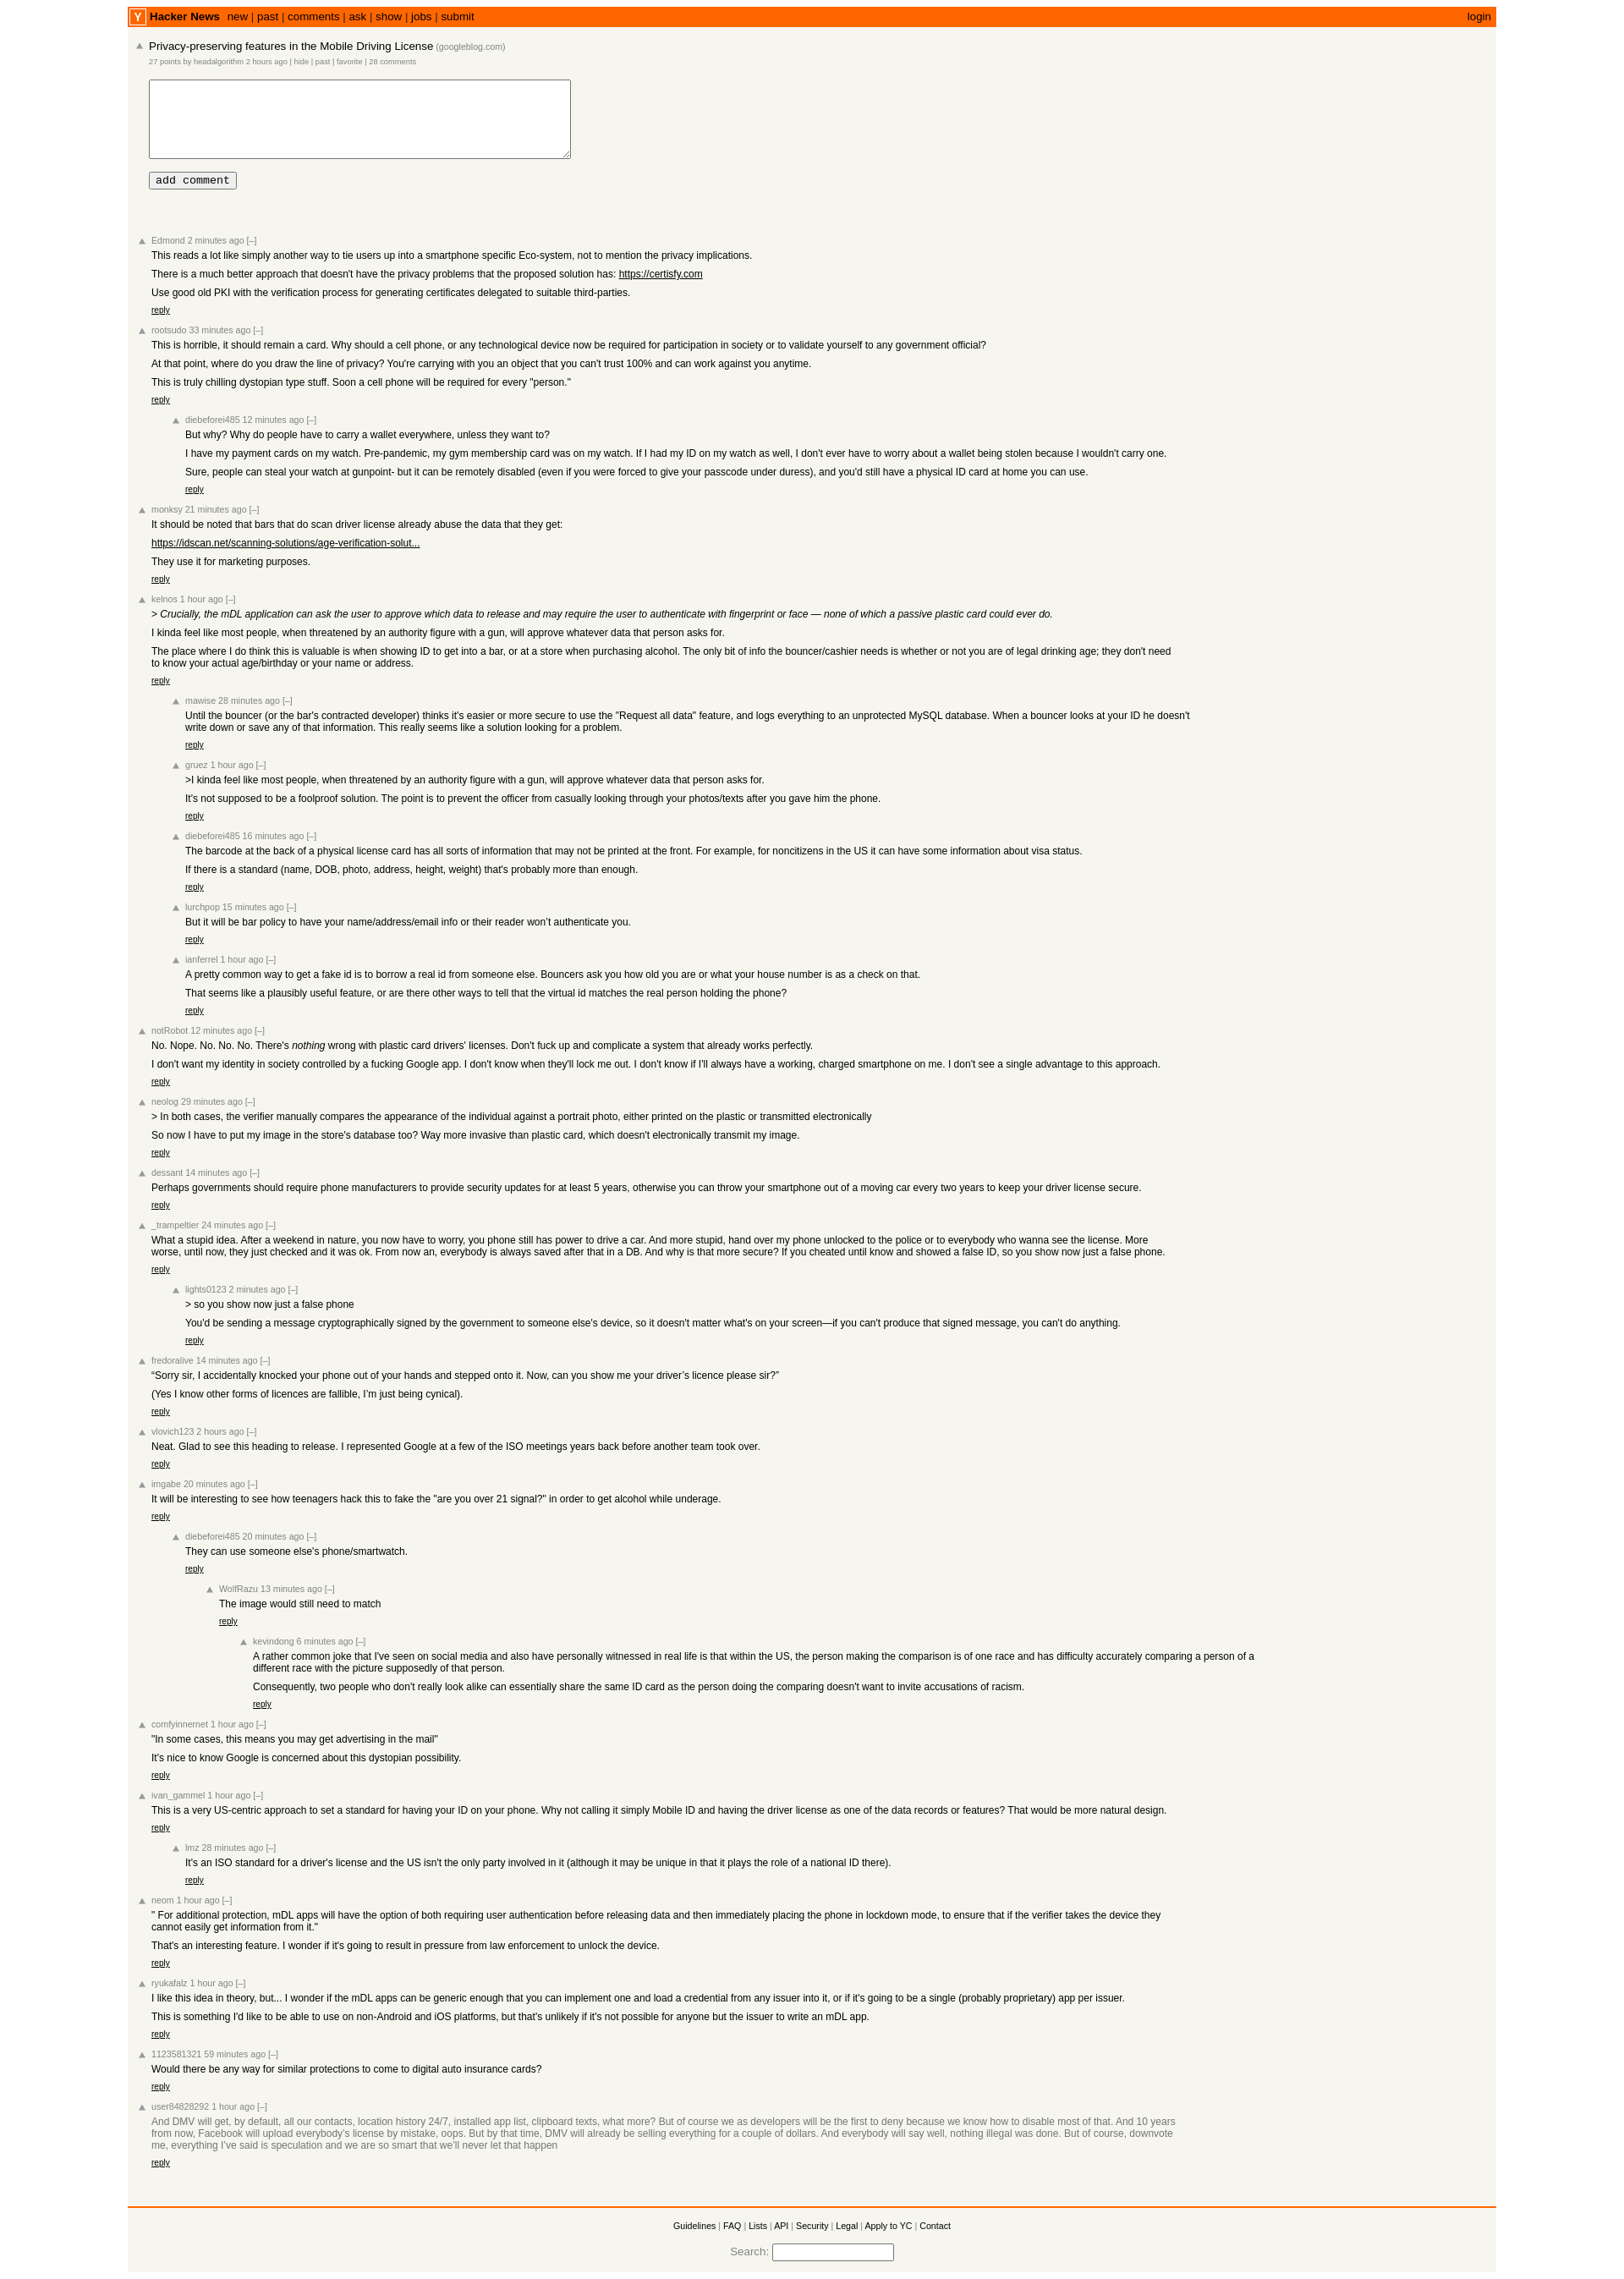 Y Hacker News new | past | comments | ask | show | jobs | submit login
Privacy-preserving features in the Mobile Driving License (googleblog.com)
27 points by headalgorithm 2 hours ago | hide | past | favorite | 28 comments
add comment
Edmond 2 minutes ago [–]
This reads a lot like simply another way to tie users up into a smartphone specific Eco-system, not to mention the privacy implications.
There is a much better approach that doesn't have the privacy problems that the proposed solution has: https://certisfy.com
Use good old PKI with the verification process for generating certificates delegated to suitable third-parties.
reply
rootsudo 33 minutes ago [–]
This is horrible, it should remain a card. Why should a cell phone, or any technological device now be required for participation in society or to validate yourself to any government official?
At that point, where do you draw the line of privacy? You're carrying with you an object that you can't trust 100% and can work against you anytime.
This is truly chilling dystopian type stuff. Soon a cell phone will be required for every "person."
reply
diebeforei485 12 minutes ago [–]
But why? Why do people have to carry a wallet everywhere, unless they want to?
I have my payment cards on my watch. Pre-pandemic, my gym membership card was on my watch. If I had my ID on my watch as well, I don't ever have to worry about a wallet being stolen because I wouldn't carry one.
Sure, people can steal your watch at gunpoint- but it can be remotely disabled (even if you were forced to give your passcode under duress), and you'd still have a physical ID card at home you can use.
reply
monksy 21 minutes ago [–]
It should be noted that bars that do scan driver license already abuse the data that they get:
https://idscan.net/scanning-solutions/age-verification-solut...
They use it for marketing purposes.
reply
kelnos 1 hour ago [–]
> Crucially, the mDL application can ask the user to approve which data to release and may require the user to authenticate with fingerprint or face — none of which a passive plastic card could ever do.
I kinda feel like most people, when threatened by an authority figure with a gun, will approve whatever data that person asks for.
The place where I do think this is valuable is when showing ID to get into a bar, or at a store when purchasing alcohol. The only bit of info the bouncer/cashier needs is whether or not you are of legal drinking age; they don't need
to know your actual age/birthday or your name or address.
reply
mawise 28 minutes ago [–]
Until the bouncer (or the bar's contracted developer) thinks it's easier or more secure to use the "Request all data" feature, and logs everything to an unprotected MySQL database. When a bouncer looks at your ID he doesn't
write down or save any of that information. This really seems like a solution looking for a problem.
reply
gruez 1 hour ago [–]
>I kinda feel like most people, when threatened by an authority figure with a gun, will approve whatever data that person asks for.
It's not supposed to be a foolproof solution. The point is to prevent the officer from casually looking through your photos/texts after you gave him the phone.
reply
diebeforei485 16 minutes ago [–]
The barcode at the back of a physical license card has all sorts of information that may not be printed at the front. For example, for noncitizens in the US it can have some information about visa status.
If there is a standard (name, DOB, photo, address, height, weight) that's probably more than enough.
reply
lurchpop 15 minutes ago [–]
But it will be bar policy to have your name/address/email info or their reader won’t authenticate you.
reply
ianferrel 1 hour ago [–]
A pretty common way to get a fake id is to borrow a real id from someone else. Bouncers ask you how old you are or what your house number is as a check on that.
That seems like a plausibly useful feature, or are there other ways to tell that the virtual id matches the real person holding the phone?
reply
notRobot 12 minutes ago [–]
No. Nope. No. No. No. There's nothing wrong with plastic card drivers' licenses. Don't fuck up and complicate a system that already works perfectly.
I don't want my identity in society controlled by a fucking Google app. I don't know when they'll lock me out. I don't know if I'll always have a working, charged smartphone on me. I don't see a single advantage to this approach.
reply
neolog 29 minutes ago [–]
> In both cases, the verifier manually compares the appearance of the individual against a portrait photo, either printed on the plastic or transmitted electronically
So now I have to put my image in the store's database too? Way more invasive than plastic card, which doesn't electronically transmit my image.
reply
dessant 14 minutes ago [–]
Perhaps governments should require phone manufacturers to provide security updates for at least 5 years, otherwise you can throw your smartphone out of a moving car every two years to keep your driver license secure.
reply
_trampeltier 24 minutes ago [–]
What a stupid idea. After a weekend in nature, you now have to worry, you phone still has power to drive a car. And more stupid, hand over my phone unlocked to the police or to everybody who wanna see the license. More
worse, until now, they just checked and it was ok. From now an, everybody is always saved after that in a DB. And why is that more secure? If you cheated until know and showed a false ID, so you show now just a false phone.
reply
lights0123 2 minutes ago [–]
> so you show now just a false phone
You'd be sending a message cryptographically signed by the government to someone else's device, so it doesn't matter what's on your screen—if you can't produce that signed message, you can't do anything.
reply
fredoralive 14 minutes ago [–]
“Sorry sir, I accidentally knocked your phone out of your hands and stepped onto it. Now, can you show me your driver’s licence please sir?”
(Yes I know other forms of licences are fallible, I’m just being cynical).
reply
vlovich123 2 hours ago [–]
Neat. Glad to see this heading to release. I represented Google at a few of the ISO meetings years back before another team took over.
reply
imgabe 20 minutes ago [–]
It will be interesting to see how teenagers hack this to fake the "are you over 21 signal?" in order to get alcohol while underage.
reply
diebeforei485 20 minutes ago [–]
They can use someone else's phone/smartwatch.
reply
WolfRazu 13 minutes ago [–]
The image would still need to match
reply
kevindong 6 minutes ago [–]
A rather common joke that I've seen on social media and also have personally witnessed in real life is that within the US, the person making the comparison is of one race and has difficulty accurately comparing a person of a
different race with the picture supposedly of that person.
Consequently, two people who don't really look alike can essentially share the same ID card as the person doing the comparing doesn't want to invite accusations of racism.
reply
comfyinnernet 1 hour ago [–]
"In some cases, this means you may get advertising in the mail"
It's nice to know Google is concerned about this dystopian possibility.
reply
ivan_gammel 1 hour ago [–]
This is a very US-centric approach to set a standard for having your ID on your phone. Why not calling it simply Mobile ID and having the driver license as one of the data records or features? That would be more natural design.
reply
lmz 28 minutes ago [–]
It's an ISO standard for a driver's license and the US isn't the only party involved in it (although it may be unique in that it plays the role of a national ID there).
reply
neom 1 hour ago [–]
" For additional protection, mDL apps will have the option of both requiring user authentication before releasing data and then immediately placing the phone in lockdown mode, to ensure that if the verifier takes the device they
cannot easily get information from it."
That's an interesting feature. I wonder if it's going to result in pressure from law enforcement to unlock the device.
reply
ryukafalz 1 hour ago [–]
I like this idea in theory, but... I wonder if the mDL apps can be generic enough that you can implement one and load a credential from any issuer into it, or if it's going to be a single (probably proprietary) app per issuer.
This is something I'd like to be able to use on non-Android and iOS platforms, but that's unlikely if it's not possible for anyone but the issuer to write an mDL app.
reply
1123581321 59 minutes ago [–]
Would there be any way for similar protections to come to digital auto insurance cards?
reply
user84828292 1 hour ago [–]
And DMV will get, by default, all our contacts, location history 24/7, installed app list, clipboard texts, what more? But of course we as developers will be the first to deny because we know how to disable most of that. And 10 years
from now, Facebook will upload everybody’s license by mistake, oops. But by that time, DMV will already be selling everything for a couple of dollars. And everybody will say well, nothing illegal was done. But of course, downvote
me, everything I’ve said is speculation and we are so smart that we’ll never let that happen
reply
Guidelines | FAQ | Lists | API | Security | Legal | Apply to YC | Contact
Search: